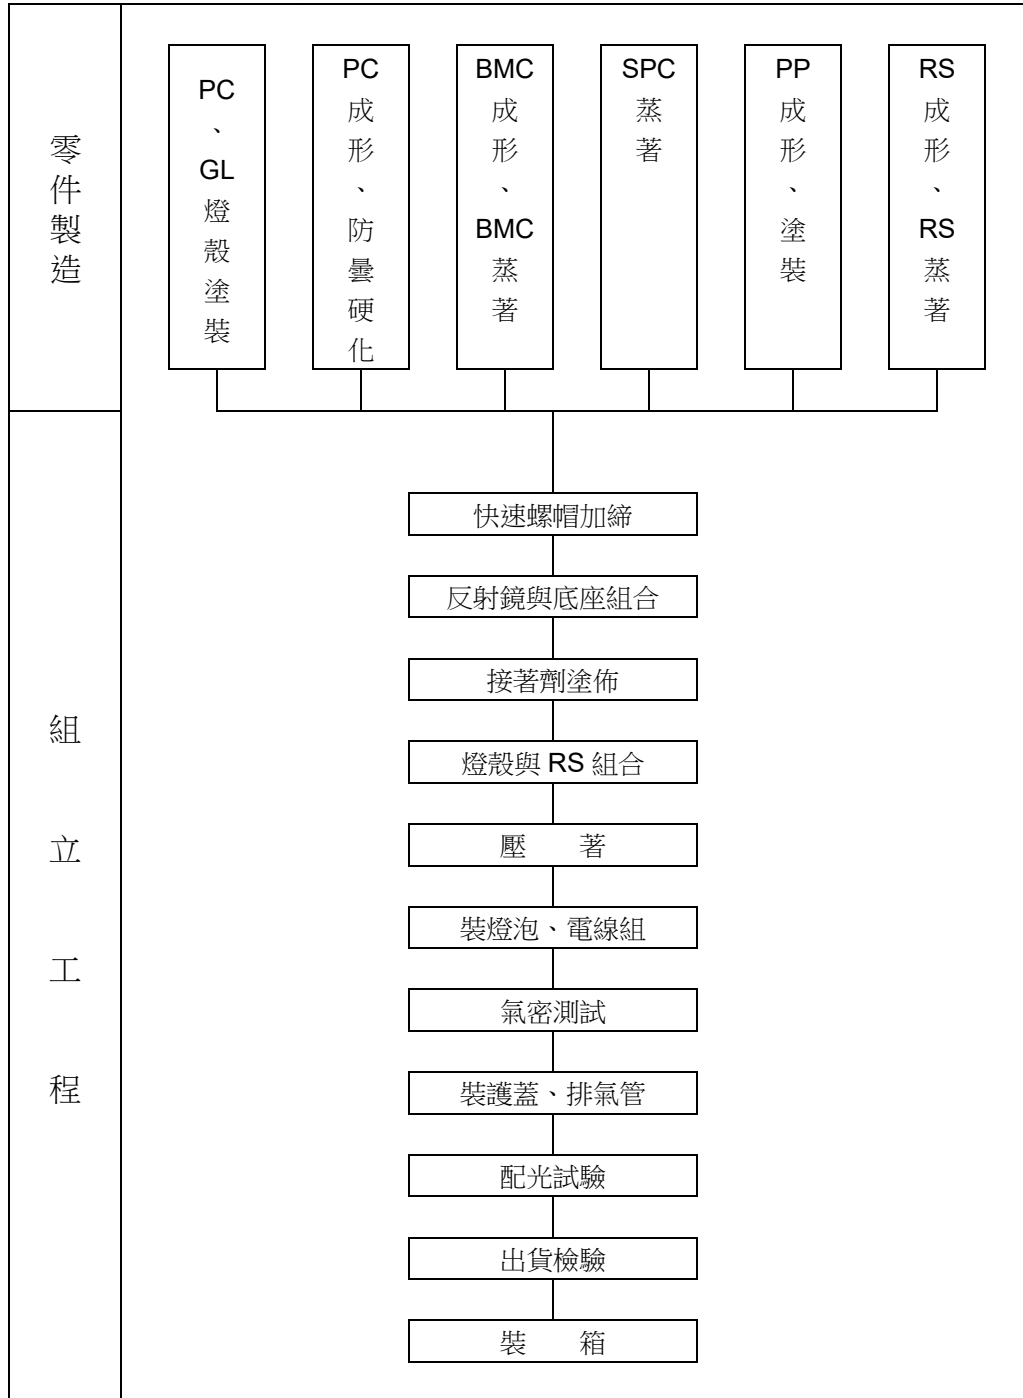 零件製造
PC、GL燈殼塗裝
PC成形、防曇硬化
BMC成形、BMC蒸著
SPC蒸著
PP成形、塗裝
RS成形、RS蒸著
組立工程
快速螺帽加締
反射鏡與底座組合
接著劑塗佈
燈殼與 RS 組合
壓 著
裝燈泡、電線組
氣密測試
裝護蓋、排氣管
配光試驗
出貨檢驗
裝 箱